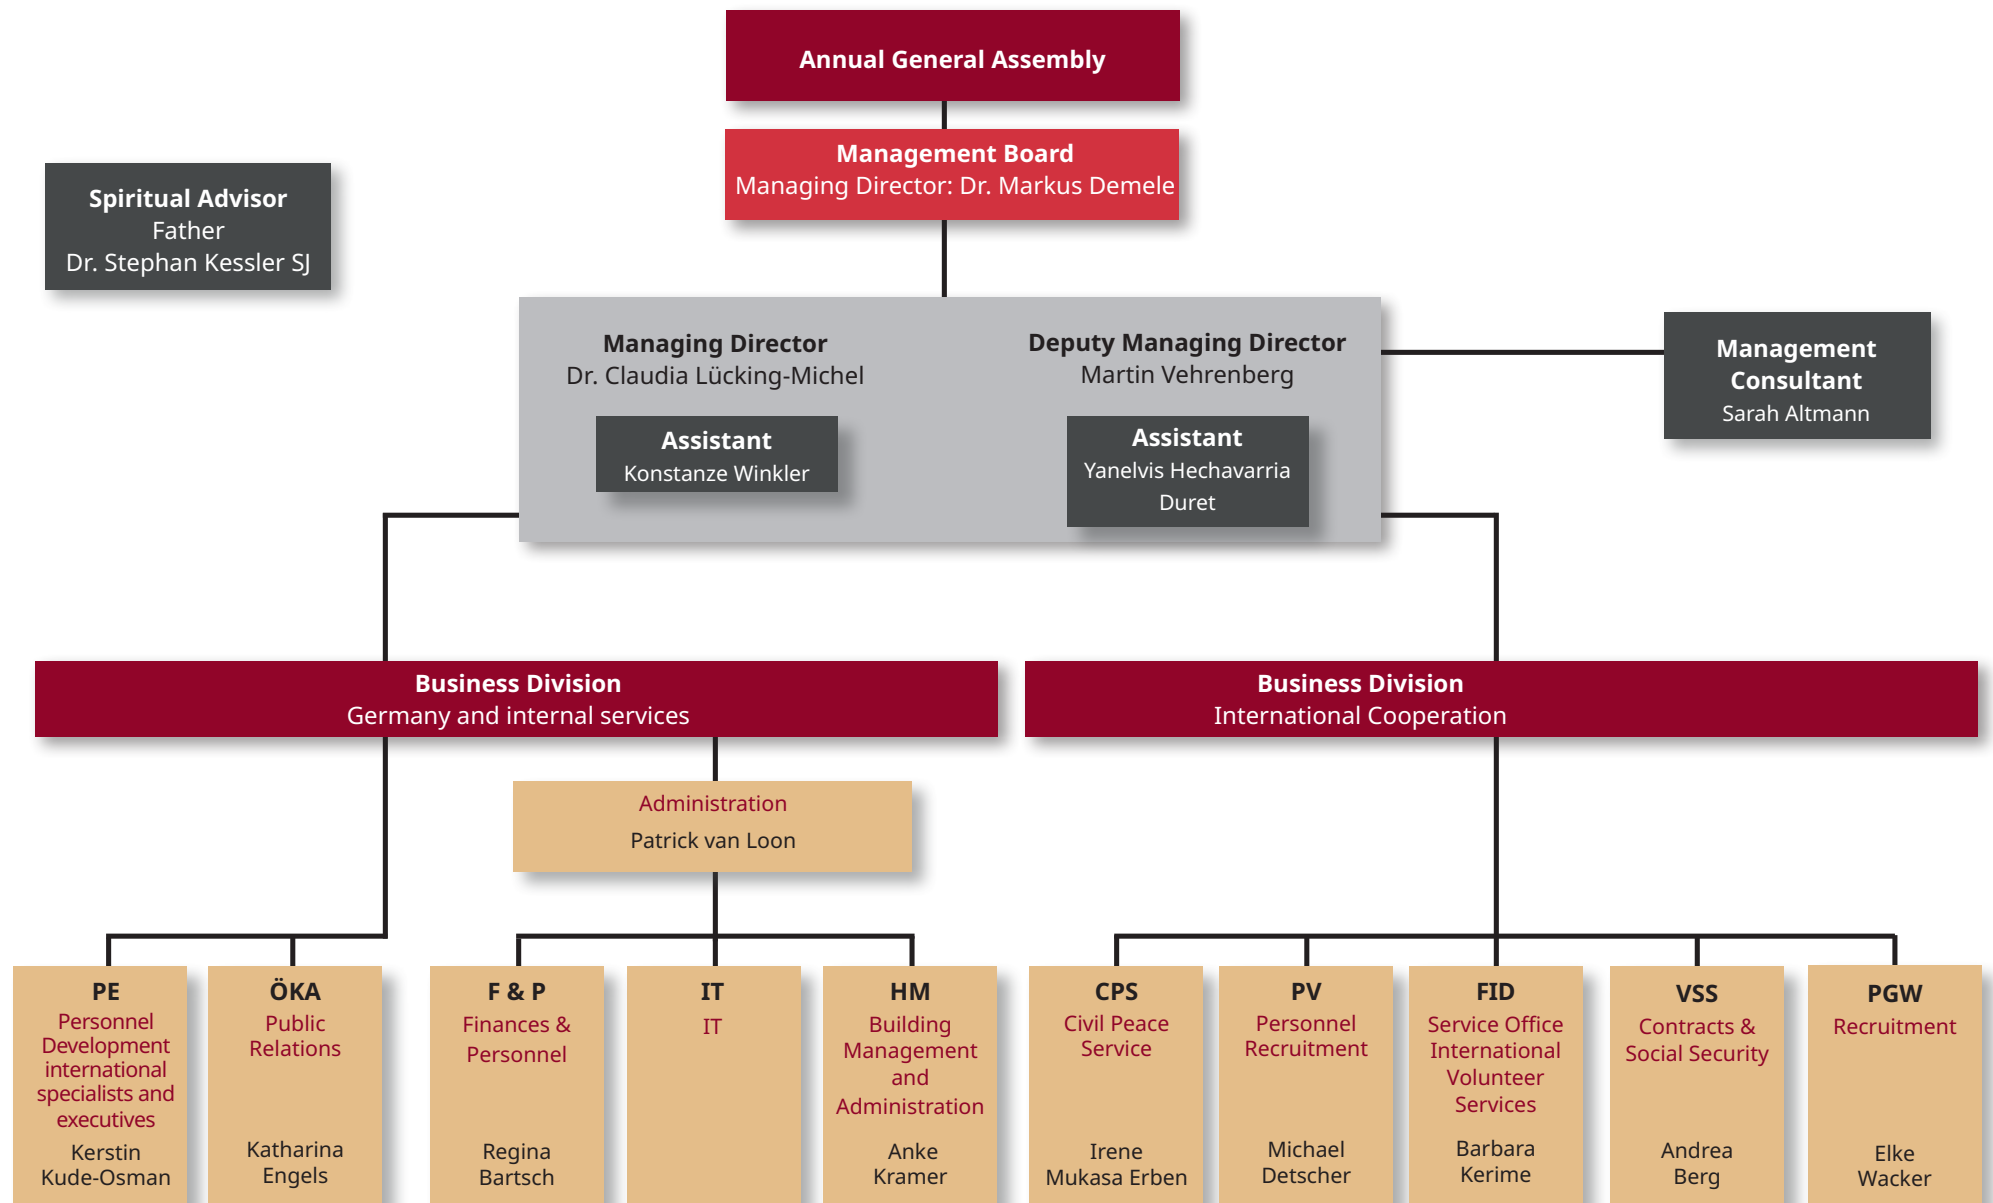 Annual General Assembly
Management Board
Managing Director: Dr. Markus Demele
Spiritual Advisor
Father
Dr. Stephan Kessler SJ
Managing Director
Dr. Claudia Lücking-Michel
Assistant
Konstanze Winkler
Deputy Managing Director
Martin Vehrenberg
Assistant
Yanelvis Hechavarria
Duret
Management
Consultant
Sarah Altmann
Business Division
Germany and internal services
Business Division
International Cooperation
Administration
Patrick van Loon
PE
Personnel
Development
international
specialists and
executives
Kerstin
Kude-Osman
ÖKA
Public
Relations
Katharina
Engels
F & P
Finances &
Personnel
Regina
Bartsch
IT
IT
HM
Building
Management
and
Administration
Anke
Kramer
CPS
Civil Peace
Service
Irene
Mukasa Erben
PV
Personnel
Recruitment
Michael
Detscher
FID
Service Office
International
Volunteer
Services
Barbara
Kerime
VSS
Contracts &
Social Security
Andrea
Berg
PGW
Recruitment
Elke
Wacker